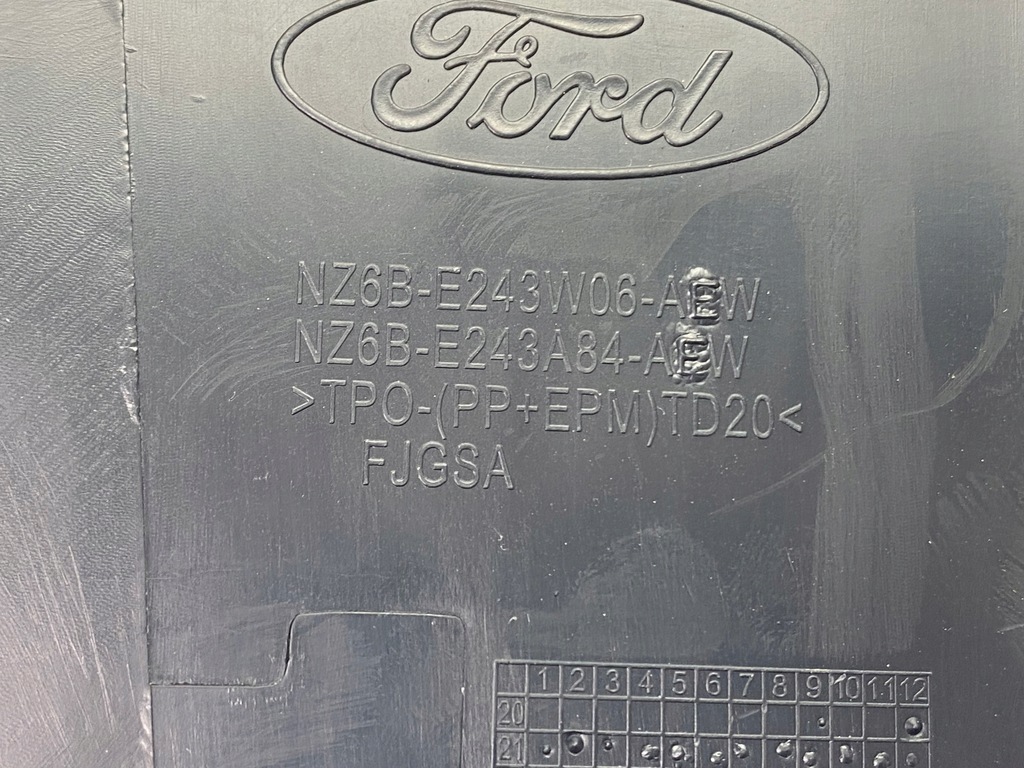 Ford
NZ6B-E243W06-AEW
NZ6B-E243A84-AEW
>TPO-(PP+EPM)TD20<
FJGSA
1 2 3 4 5 6 7 8 9 10 11 12
20
21